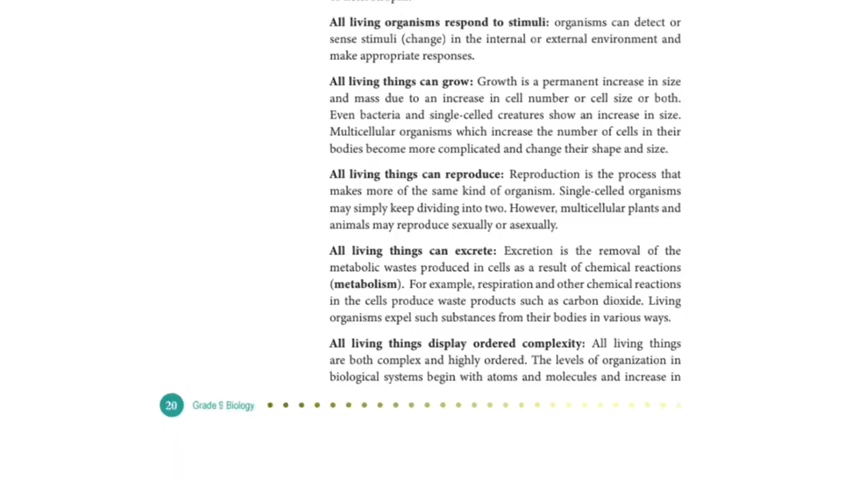 All living organisms respond to stimuli: organisms can detect or
sense stimuli (change) in the internal or external environment and
make appropriate responses.
All living things can grow: Growth is a permanent increase in size
and mass due to an increase in cell number or cell size or both.
Even bacteria and single-celled creatures show an increase in size.
Multicellular organisms which increase the number of cells in their
bodies become more complicated and change their shape and size.
All living things can reproduce: Reproduction is the process that
makes more of the same kind of organism. Single-celled organisms
may simply keep dividing into two. However, multicellular plants and
animals may reproduce sexually or asexually.
All living things can excrete: Excretion is the removal of the
metabolic wastes produced in cells as a result of chemical reactions
(metabolism). For example, respiration and other chemical reactions
in the cells produce waste products such as carbon dioxide. Living
organisms expel such substances from their bodies in various ways.
All living things display ordered complexity: All living things
are both complex and highly ordered. The levels of organization in
biological systems begin with atoms and molecules and increase in
20 Grade 9 Biology